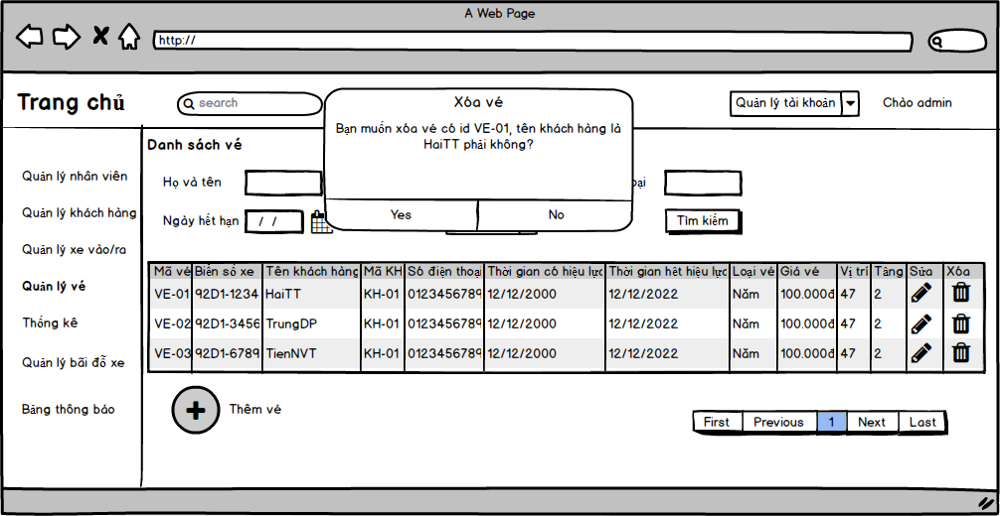 A Web Page
http://
Trang chủ
search
Quản lý tài khoản
Chào admin
Xóa vé
Bạn muốn xóa vé có id VE-01, tên khách hàng là
HaiTT phải không?
Yes No
Danh sách vé
Họ và tên
oại
Ngày hết hạn / /
Tìm kiếm
Quản lý nhân viên
Quản lý khách hàng
Quản lý xe vào/ra
Quản lý vé
Thống kê
Quản lý bãi đỗ xe
Bảng thông báo
Mã vé Biển số xe Tên khách hàng Mã KH Số điện thoại Thời gian có hiệu lực Thời gian hết hiệu lực Loại vé Giá vé Vị trí Tầng Sửa Xóa
VE-01 92D1-1234 HaiTT KH-01 0123456789 12/12/2000 12/12/2022 Năm 100.000đ 47 2
VE-02 92D1-3456 TrungDP KH-01 0123456789 12/12/2000 12/12/2022 Năm 100.000đ 47 2
VE-03 92D1-6789 TienNVT KH-01 0123456789 12/12/2000 12/12/2022 Năm 100.000đ 47 2
Thêm vé
First Previous 1 Next Last